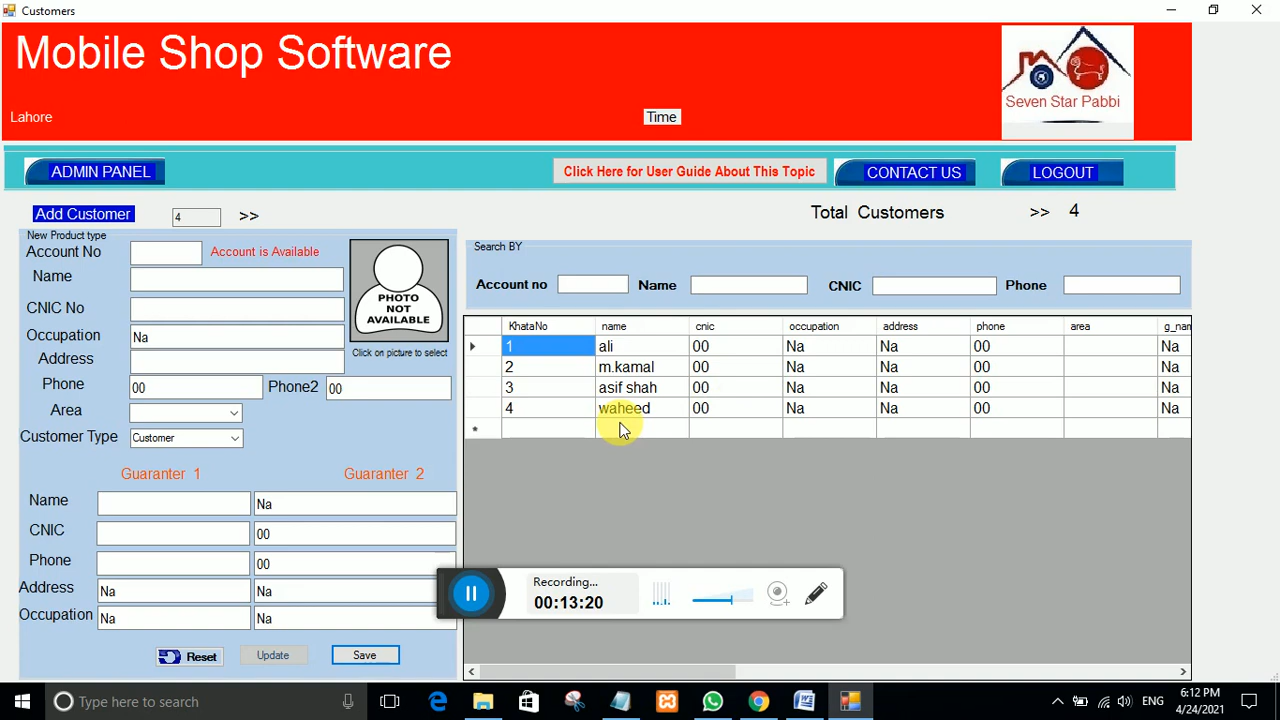 Customers
Mobile Shop Software
Seven Star Pabbi
Lahore
Time
ADMIN PANEL
Click Here for User Guide About This Topic
CONTACT US
LOGOUT
Add Customer 4 >>
Total Customers >> 4
New Product type
Account No Account is Available
Name
CNIC No
Occupation Na
Address
Phone 00 Phone2 00
Area
Customer Type Customer
PHOTO
NOT
AVAILABLE
Click on picture to select
Guaranter 1 Guaranter 2
Name Na
CNIC 00
Phone 00
Address Na Na
Occupation Na Na
Reset Update Save
Search BY
Account no Name CNIC Phone
KhataNo name cnic occupation address phone area g_nam
1 ali 00 Na Na 00 Na
2 m.kamal 00 Na Na 00 Na
3 asif shah 00 Na Na 00 Na
4 waheed 00 Na Na 00 Na
Recording...
00:13:20
Type here to search
ENG
6:12 PM
4/24/2021